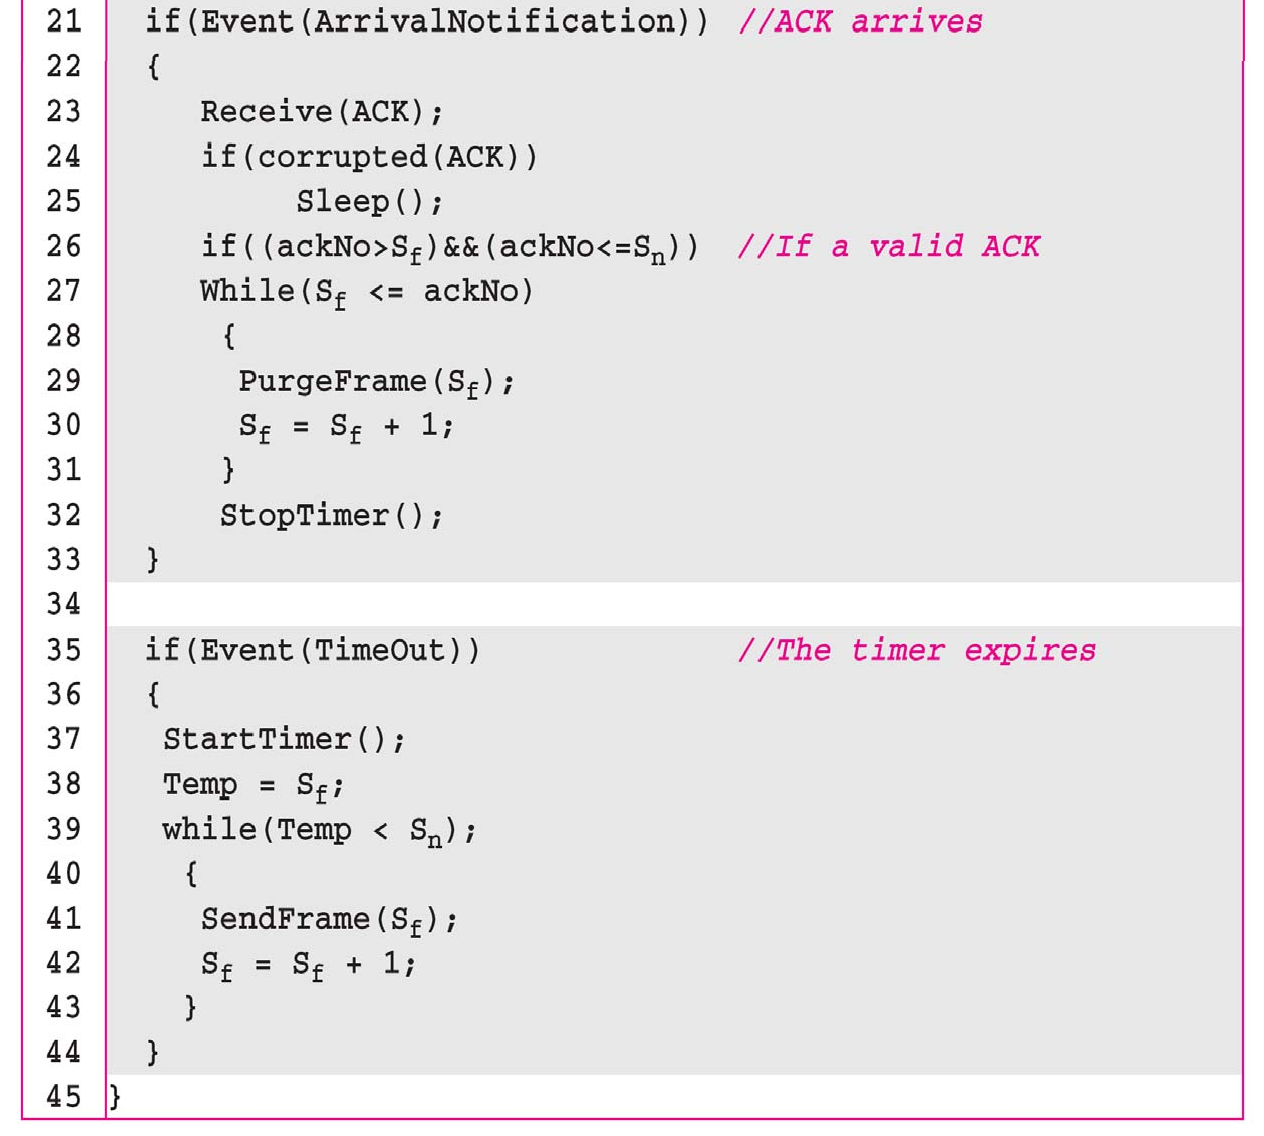 21 if(Event(ArrivalNotification)) //ACK arrives
22 {
23 Receive(ACK);
24 if(corrupted(ACK))
25 Sleep();
26 if((ackNo>Sf)&&(ackNo<=Sn)) //If a valid ACK
27 While(Sf <= ackNo)
28 {
29 PurgeFrame(Sf);
30 Sf = Sf + 1;
31 }
32 StopTimer();
33 }
34
35 if(Event(TimeOut)) //The timer expires
36 {
37 StartTimer();
38 Temp = Sf;
39 while(Temp < Sn);
40 {
41 SendFrame(Sf);
42 Sf = Sf + 1;
43 }
44 }
45 }